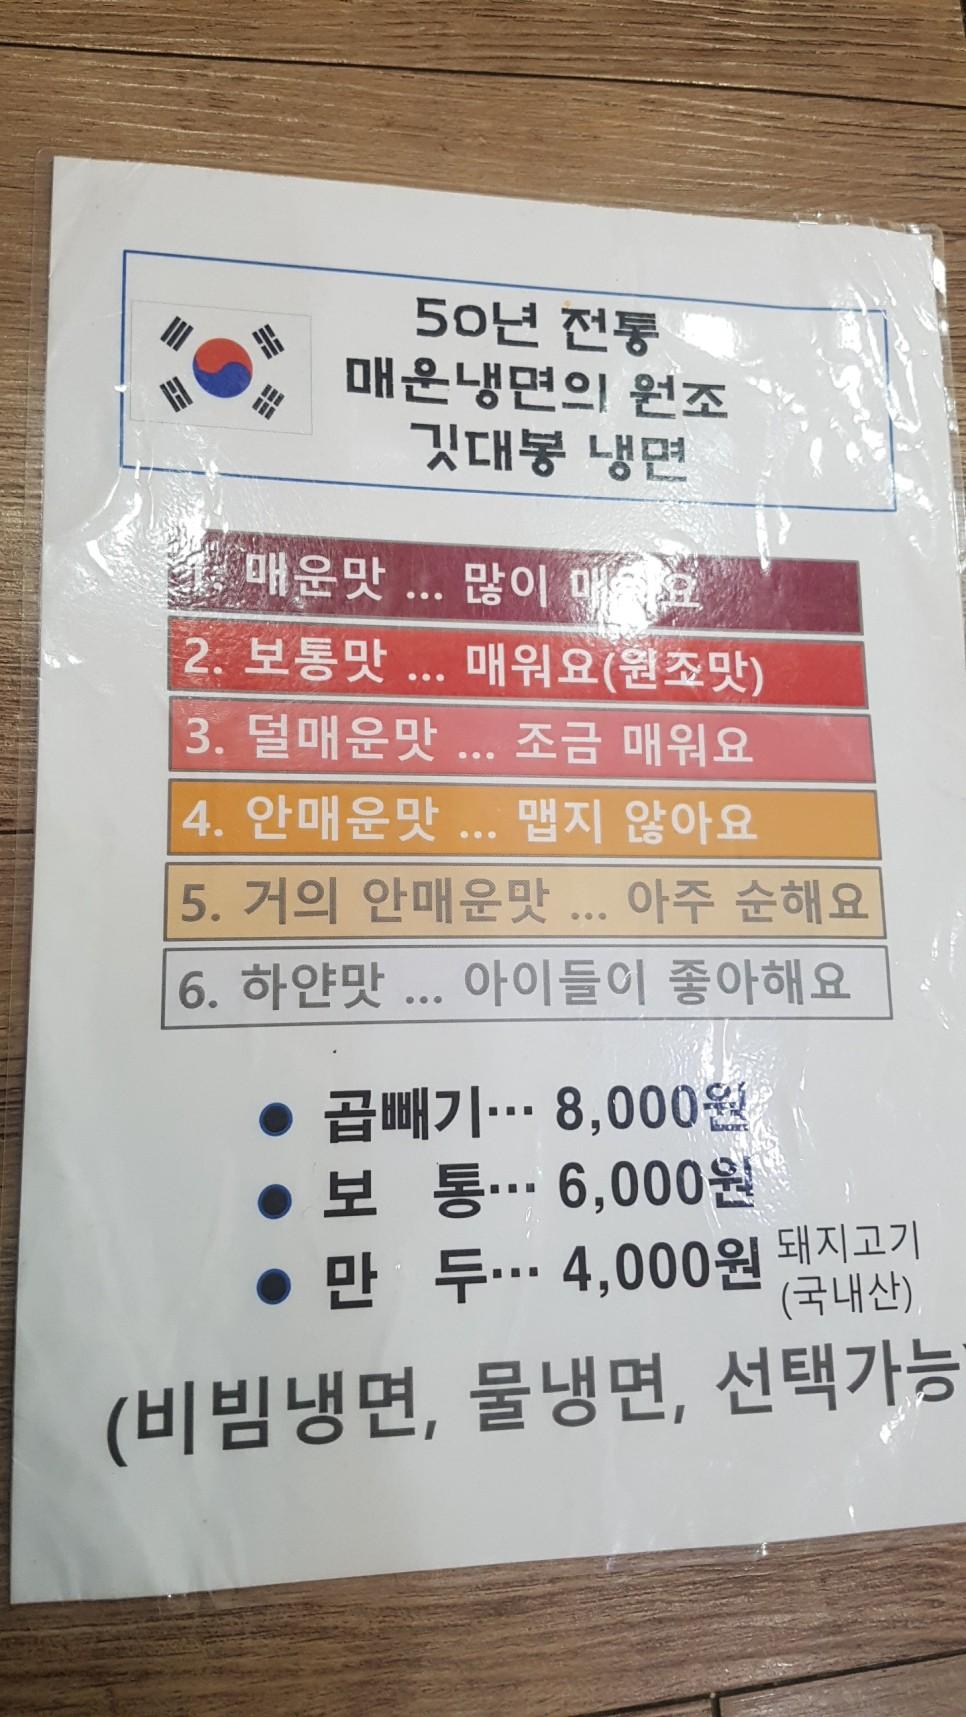 50년 전통
매운냉면의 원조
깃대봉 냉면
1. 매운맛 ... 많이 매워요
2. 보통맛 ... 매워요(원조맛)
3. 덜매운맛 ... 조금 매워요
4. 안매운맛 ... 맵지 않아요
5. 거의 안매운맛 ... 아주 순해요
6. 하얀맛 ... 아이들이 좋아해요
곱빼기··· 8,000원
보 통··· 6,000원
만 두··· 4,000원 돼지고기
(국내산)
(비빔냉면, 물냉면, 선택가능)